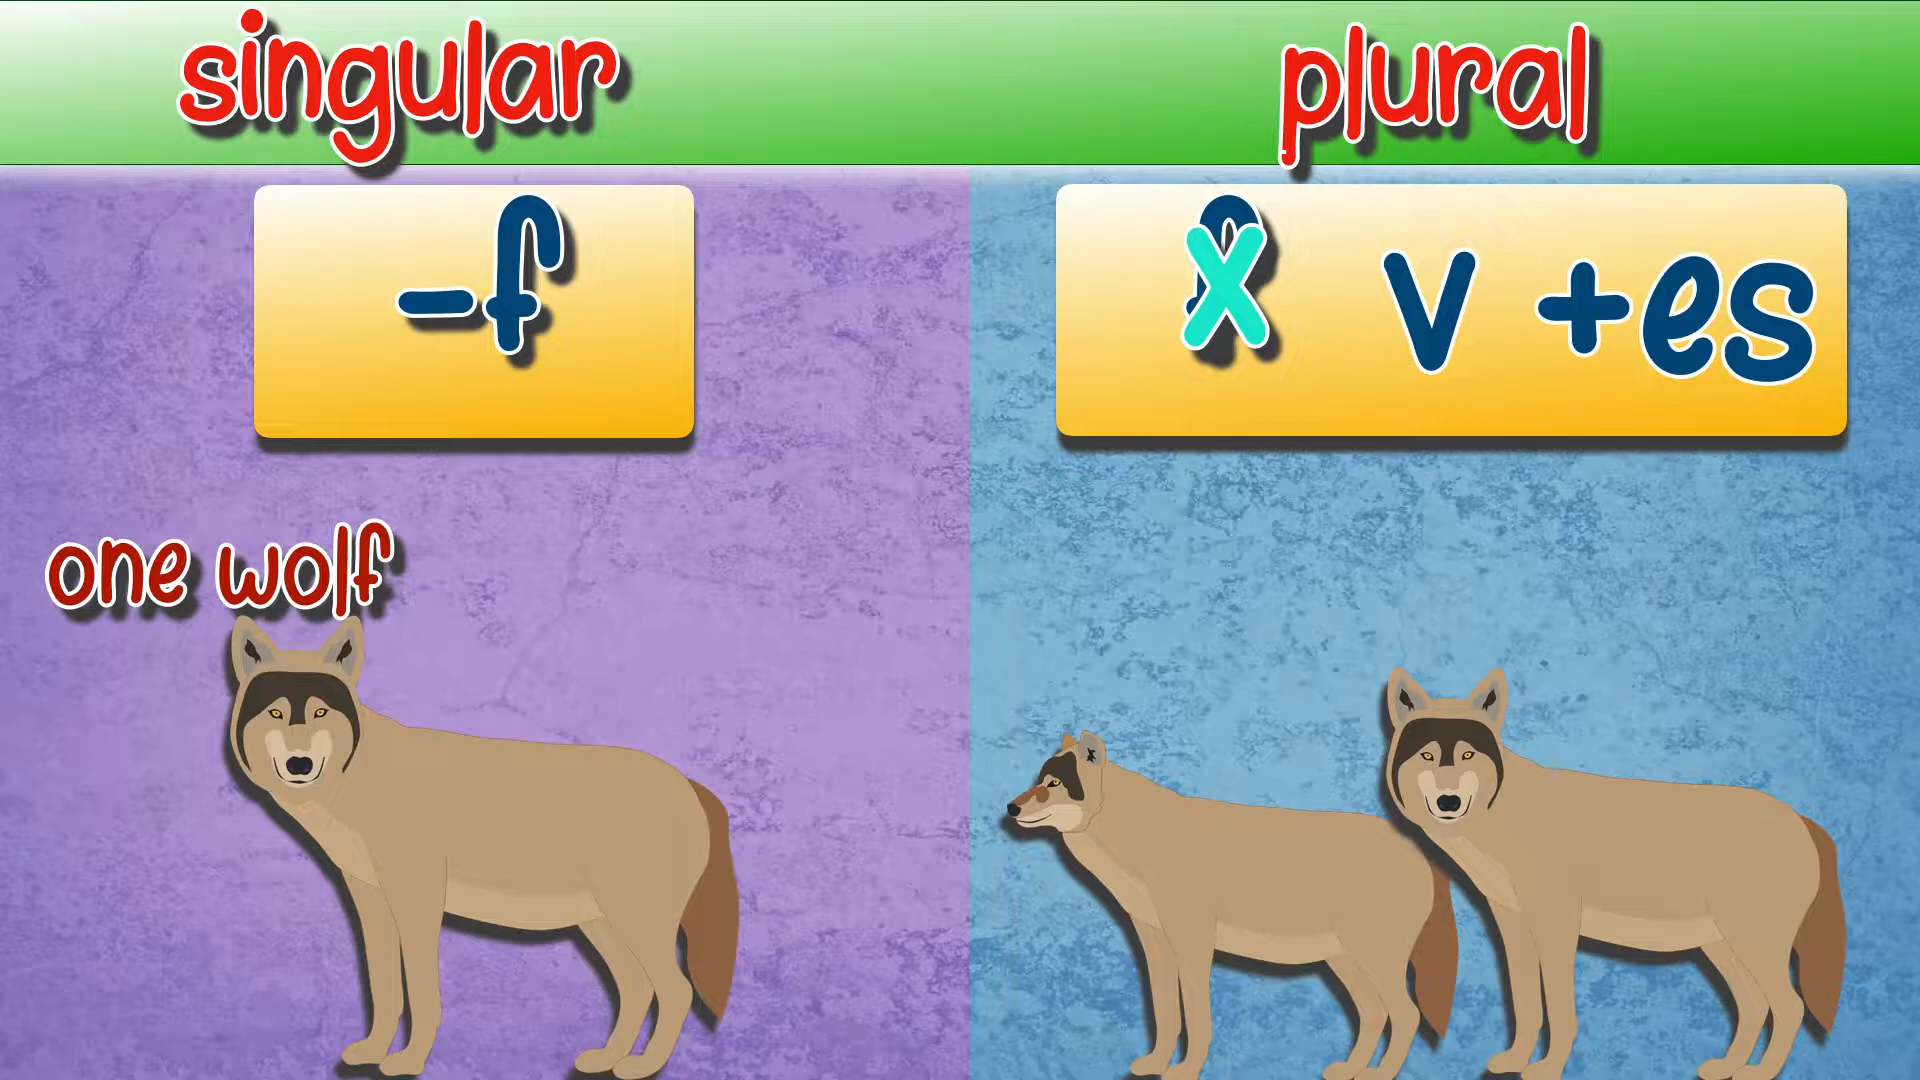 singular
plural
-f
f x v +es
one wolf